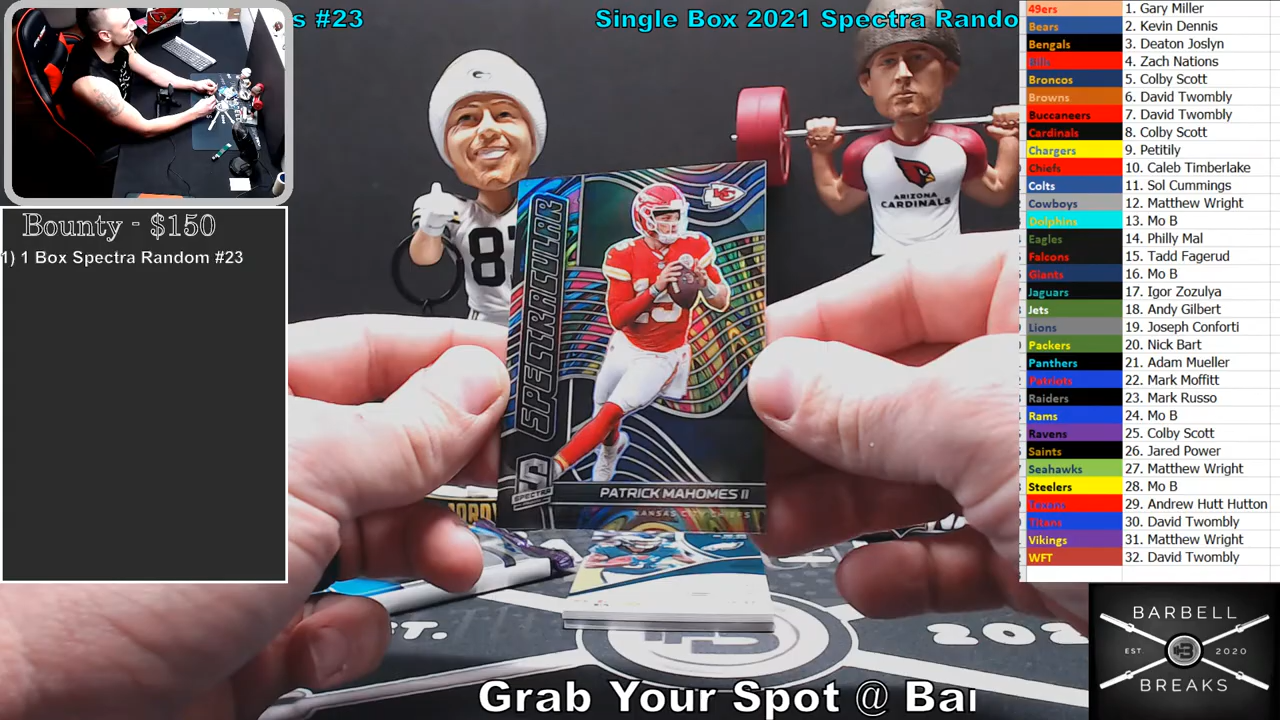 s #23
Single Box 2021 Spectra Rando
Bounty - $150
1) 1 Box Spectra Random #23
49ers 1. Gary Miller
Bears 2. Kevin Dennis
Bengals 3. Deaton Joslyn
Bills 4. Zach Nations
Broncos 5. Colby Scott
Browns 6. David Twombly
Buccaneers 7. David Twombly
Cardinals 8. Colby Scott
Chargers 9. Petitily
Chiefs 10. Caleb Timberlake
Colts 11. Sol Cummings
Cowboys 12. Matthew Wright
Dolphins 13. Mo B
Eagles 14. Philly Mal
Falcons 15. Tadd Fagerud
Giants 16. Mo B
Jaguars 17. Igor Zozulya
Jets 18. Andy Gilbert
Lions 19. Joseph Conforti
Packers 20. Nick Bart
Panthers 21. Adam Mueller
Patriots 22. Mark Moffitt
Raiders 23. Mark Russo
Rams 24. Mo B
Ravens 25. Colby Scott
Saints 26. Jared Power
Seahawks 27. Matthew Wright
Steelers 28. Mo B
Texans 29. Andrew Hutt Hutton
Titans 30. David Twombly
Vikings 31. Matthew Wright
WFT 32. David Twombly
G
87
ARIZONA
CARDINALS
KC
SPECTRACULAR
15
S
SPECTRA
PATRICK MAHOMES II
KANSAS CITY CHIEFS
ST.
202
BARBELL
EST 2020
BREAKS
Grab Your Spot @ Bar